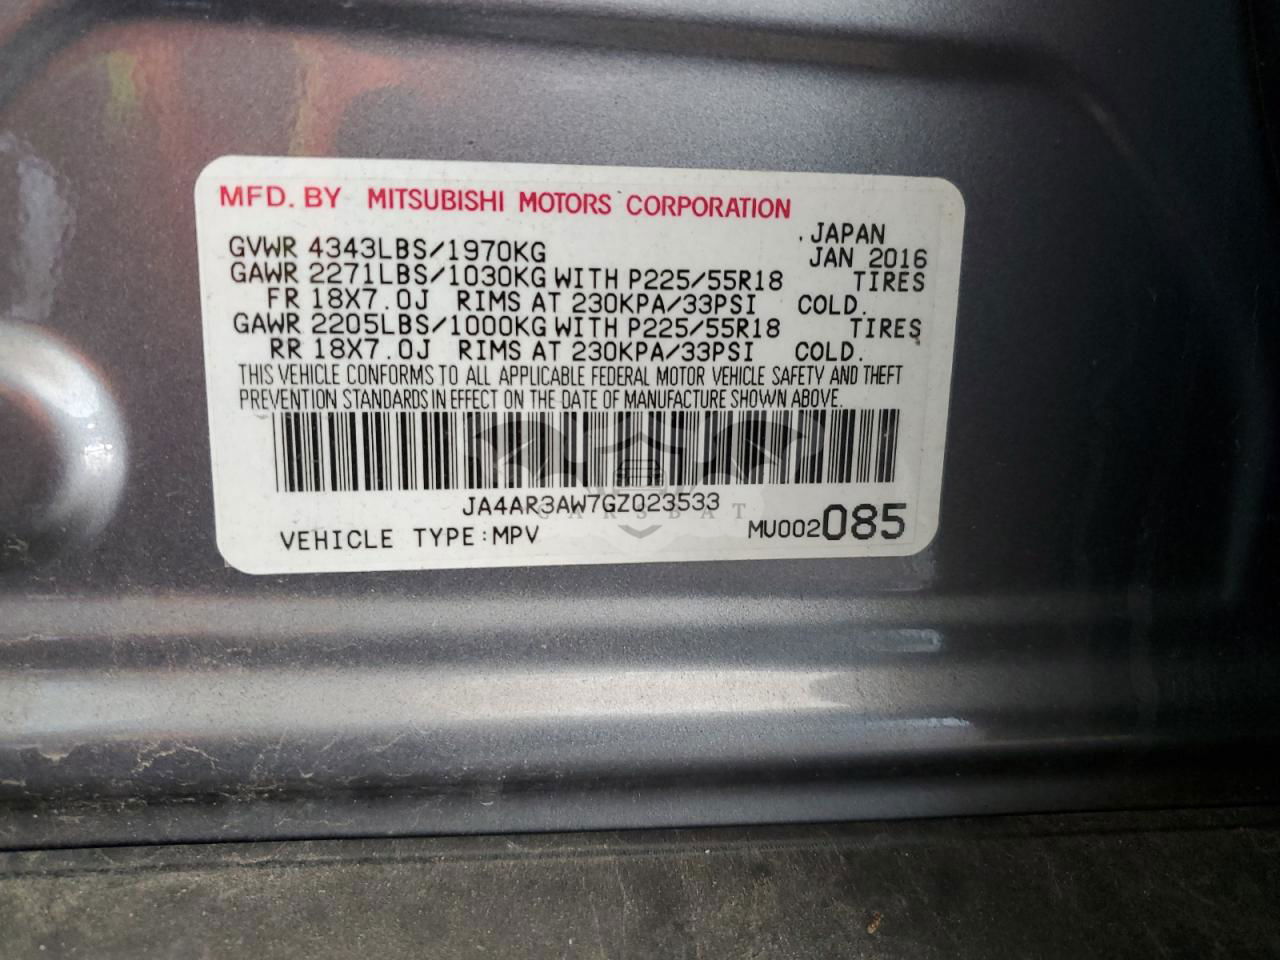 MFD. BY MITSUBISHI MOTORS CORPORATION
JAPAN
GVWR 4343LBS/1970KG JAN 2016
GAWR 2271LBS/1030KG WITH P225/55R18 TIRES
FR 18X7.0J RIMS AT 230KPA/33PSI COLD.
GAWR 2205LBS/1000KG WITH P225/55R18 TIRES
RR 18X7.0J RIMS AT 230KPA/33PSI COLD.
THIS VEHICLE CONFORMS TO ALL APPLICABLE FEDERAL MOTOR VEHICLE SAFETY AND THEFT
PREVENTION STANDARDS IN EFFECT ON THE DATE OF MANUFACTURE SHOWN ABOVE.
JA4AR3AW7GZ023533
CARSBAT
VEHICLE TYPE:MPV MU002085